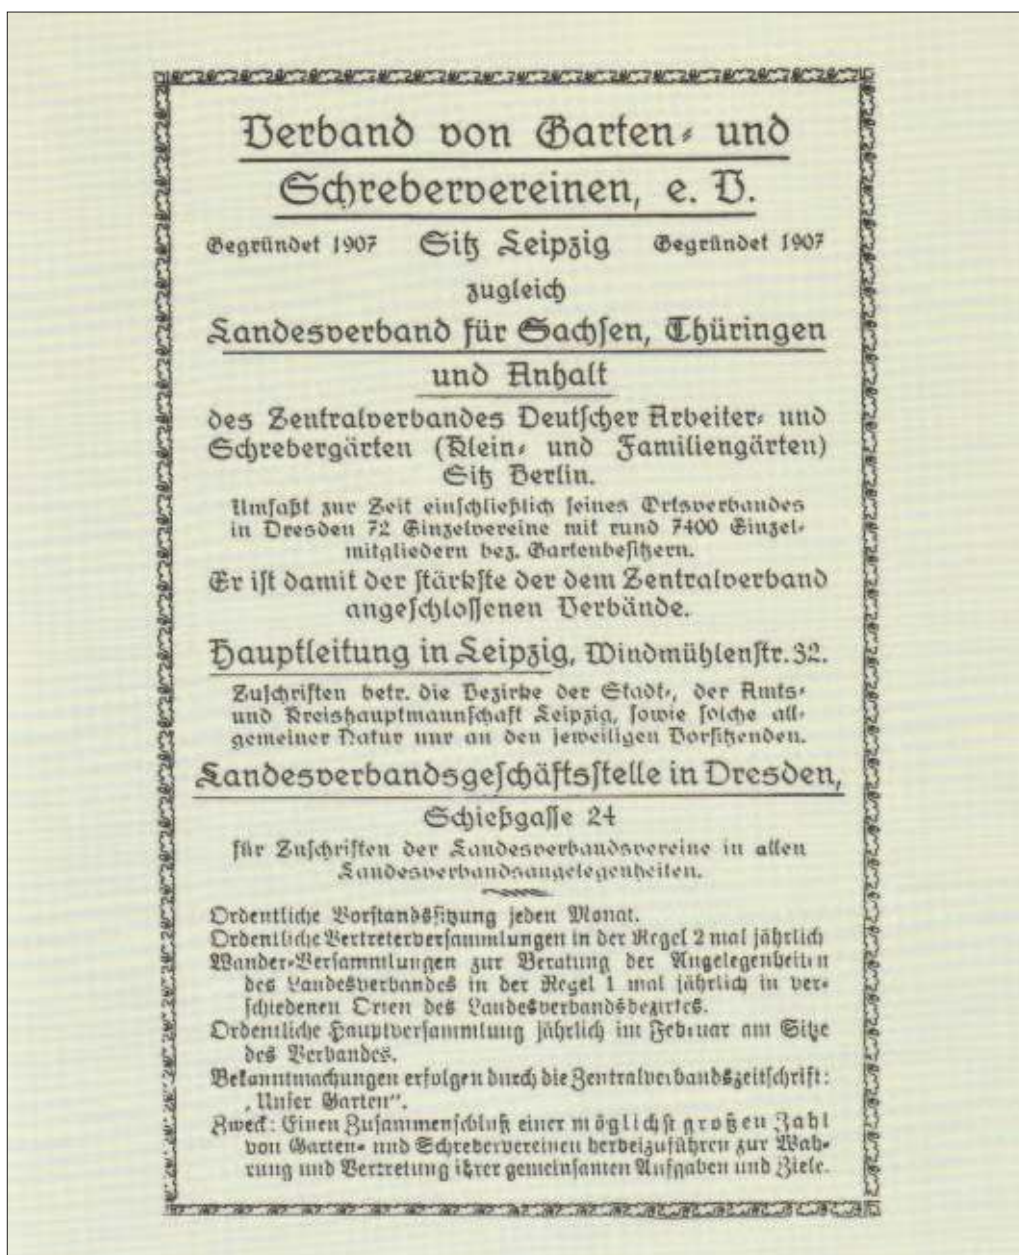 Verband von Garten- und
Schrebervereinen, e. V.
Gegründet 1907 Sitz Leipzig Gegründet 1907
zugleich
Landesverband für Sachsen, Thüringen
und Anhalt
des Zentralverbandes Deutscher Arbeiter- und
Schrebergärten (Klein- und Familiengärten)
Sitz Berlin.
Umfaßt zur Zeit einschließlich seines Ortsverbandes
in Dresden 72 Einzelvereine mit rund 7400 Einzel-
mitgliedern bez. Gartenbesitzern.
Er ist damit der stärkste der dem Zentralverband
angeschlossenen Verbände.
Hauptleitung in Leipzig, Windmühlenstr. 32.
Zuschriften betr. die Bezirke der Stadt-, der Amts-
und Kreishauptmannschaft Leipzig, sowie solche all-
gemeiner Natur nur an den jeweiligen Vorsitzenden.
Landesverbandsgeschäftsstelle in Dresden,
Schießgasse 24
für Zuschriften der Landesverbandsvereine in allen
Landesverbandsangelegenheiten.
Ordentliche Vorstandssitzung jeden Monat.
Ordentliche Vertreterversammlungen in der Regel 2 mal jährlich
Wander-Versammlungen zur Beratung der Angelegenheiten
des Landesverbandes in der Regel 1 mal jährlich in ver-
schiedenen Orten des Landesverbandsbezirkes.
Ordentliche Hauptversammlung jährlich im Februar am Sitze
des Verbandes.
Bekanntmachungen erfolgen durch die Zentralverbandszeitschrift:
„Unser Garten“.
Zweck: Einen Zusammenschluß einer möglichst großen Zahl
von Garten- und Schrebervereinen herbeizuführen zur Wah-
rung und Vertretung ihrer gemeinsamen Aufgaben und Ziele.